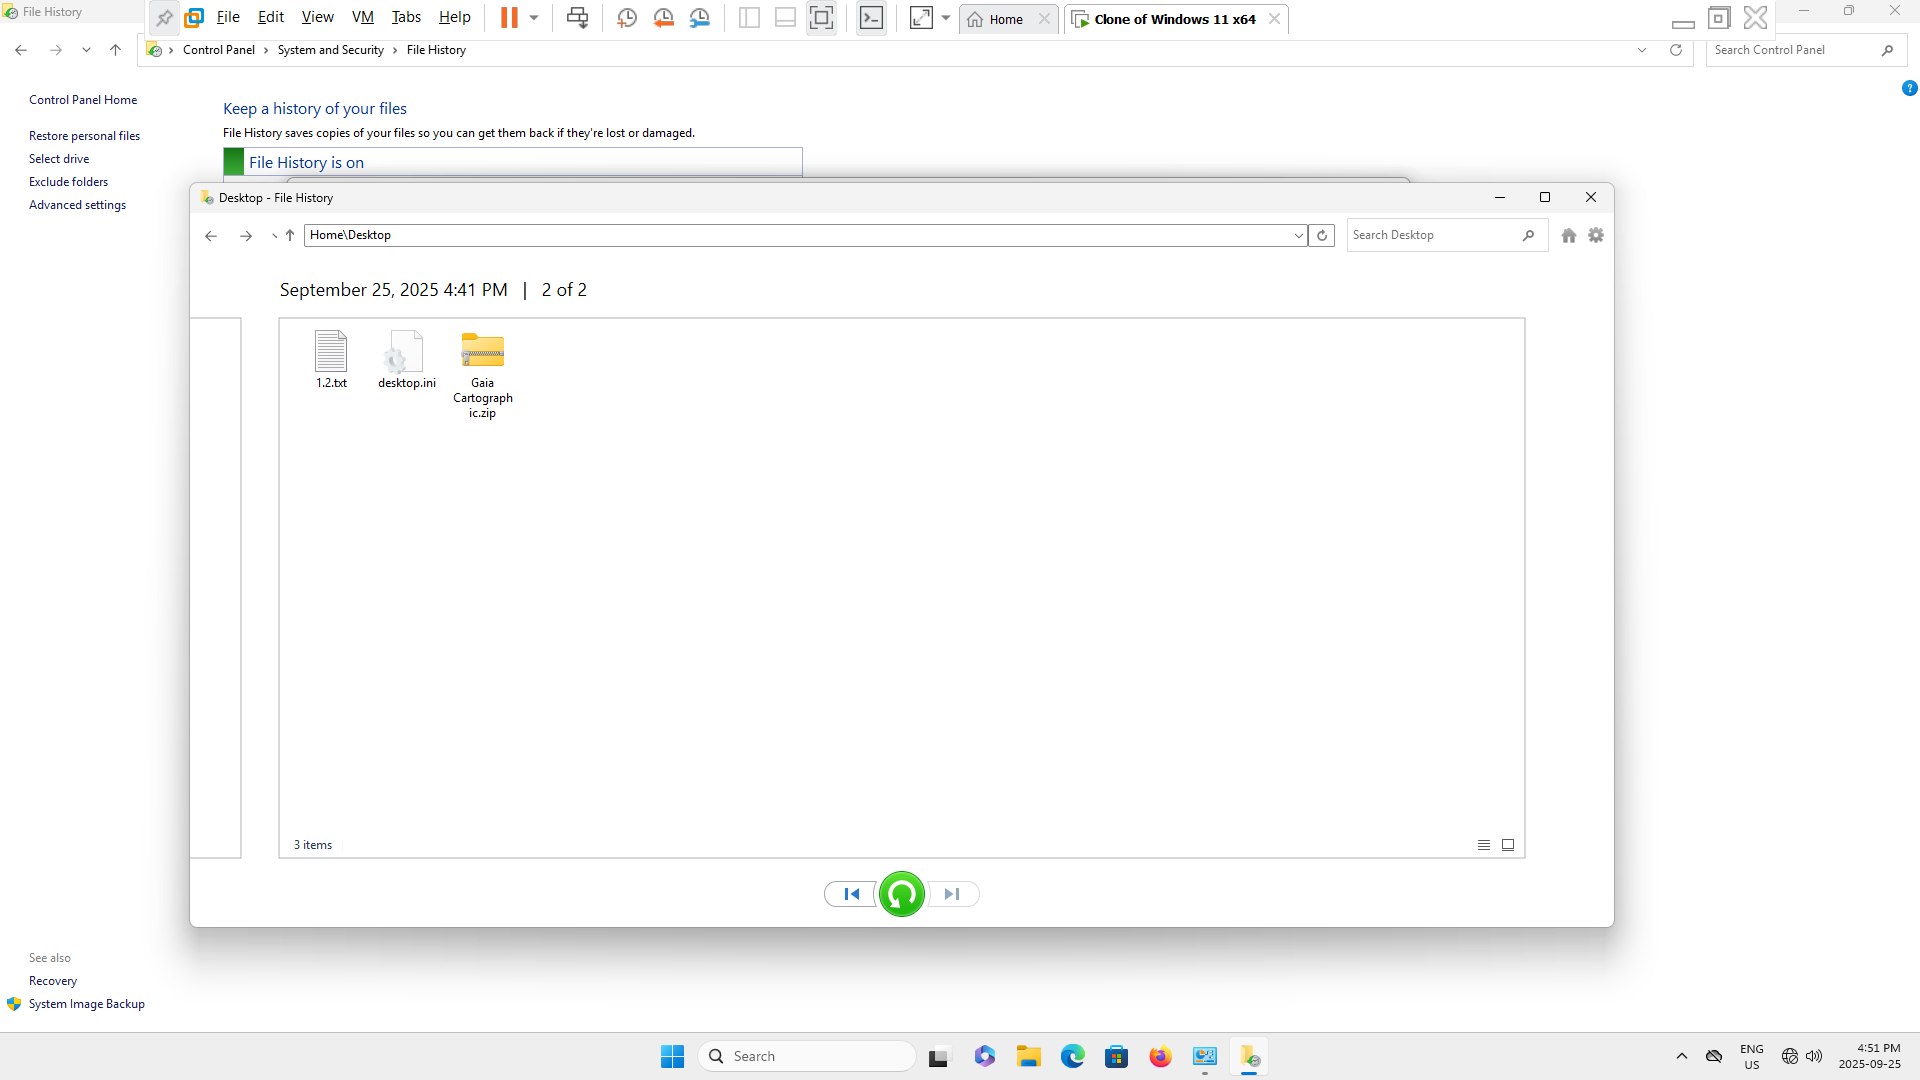 File History
File Edit View VM Tabs Help
Home
Clone of Windows 11 x64
Control Panel > System and Security > File History
Search Control Panel
Control Panel Home
Restore personal files
Select drive
Exclude folders
Advanced settings
Keep a history of your files
File History saves copies of your files so you can get them back if they're lost or damaged.
File History is on
Desktop - File History
Home\Desktop
Search Desktop
September 25, 2025 4:41 PM | 2 of 2
1.2.txt
desktop.ini
Gaia
Cartograph
ic.zip
3 items
See also
Recovery
System Image Backup
Search
ENG
US
4:51 PM
2025-09-25